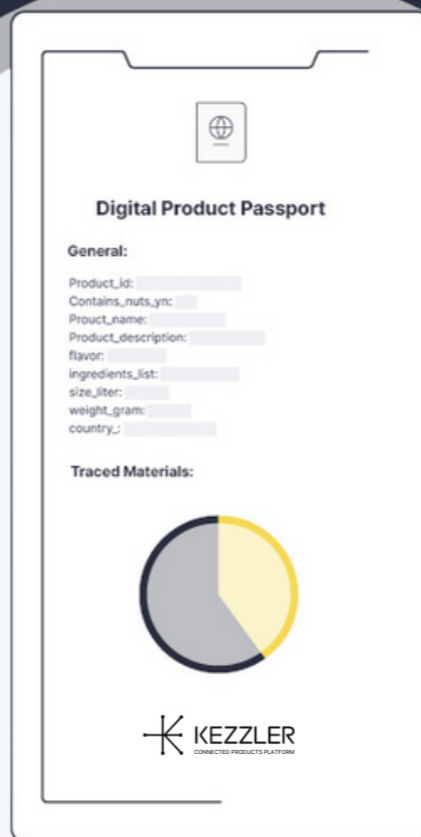 Digital Product Passport
General:
Product_id:
Contains_nuts_yn:
Prouct_name:
Product_description:
flavor:
ingredients_list:
size_liter:
weight_gram:
country_:
Traced Materials:
KEZZLER
CONNECTED PRODUCTS PLATFORM